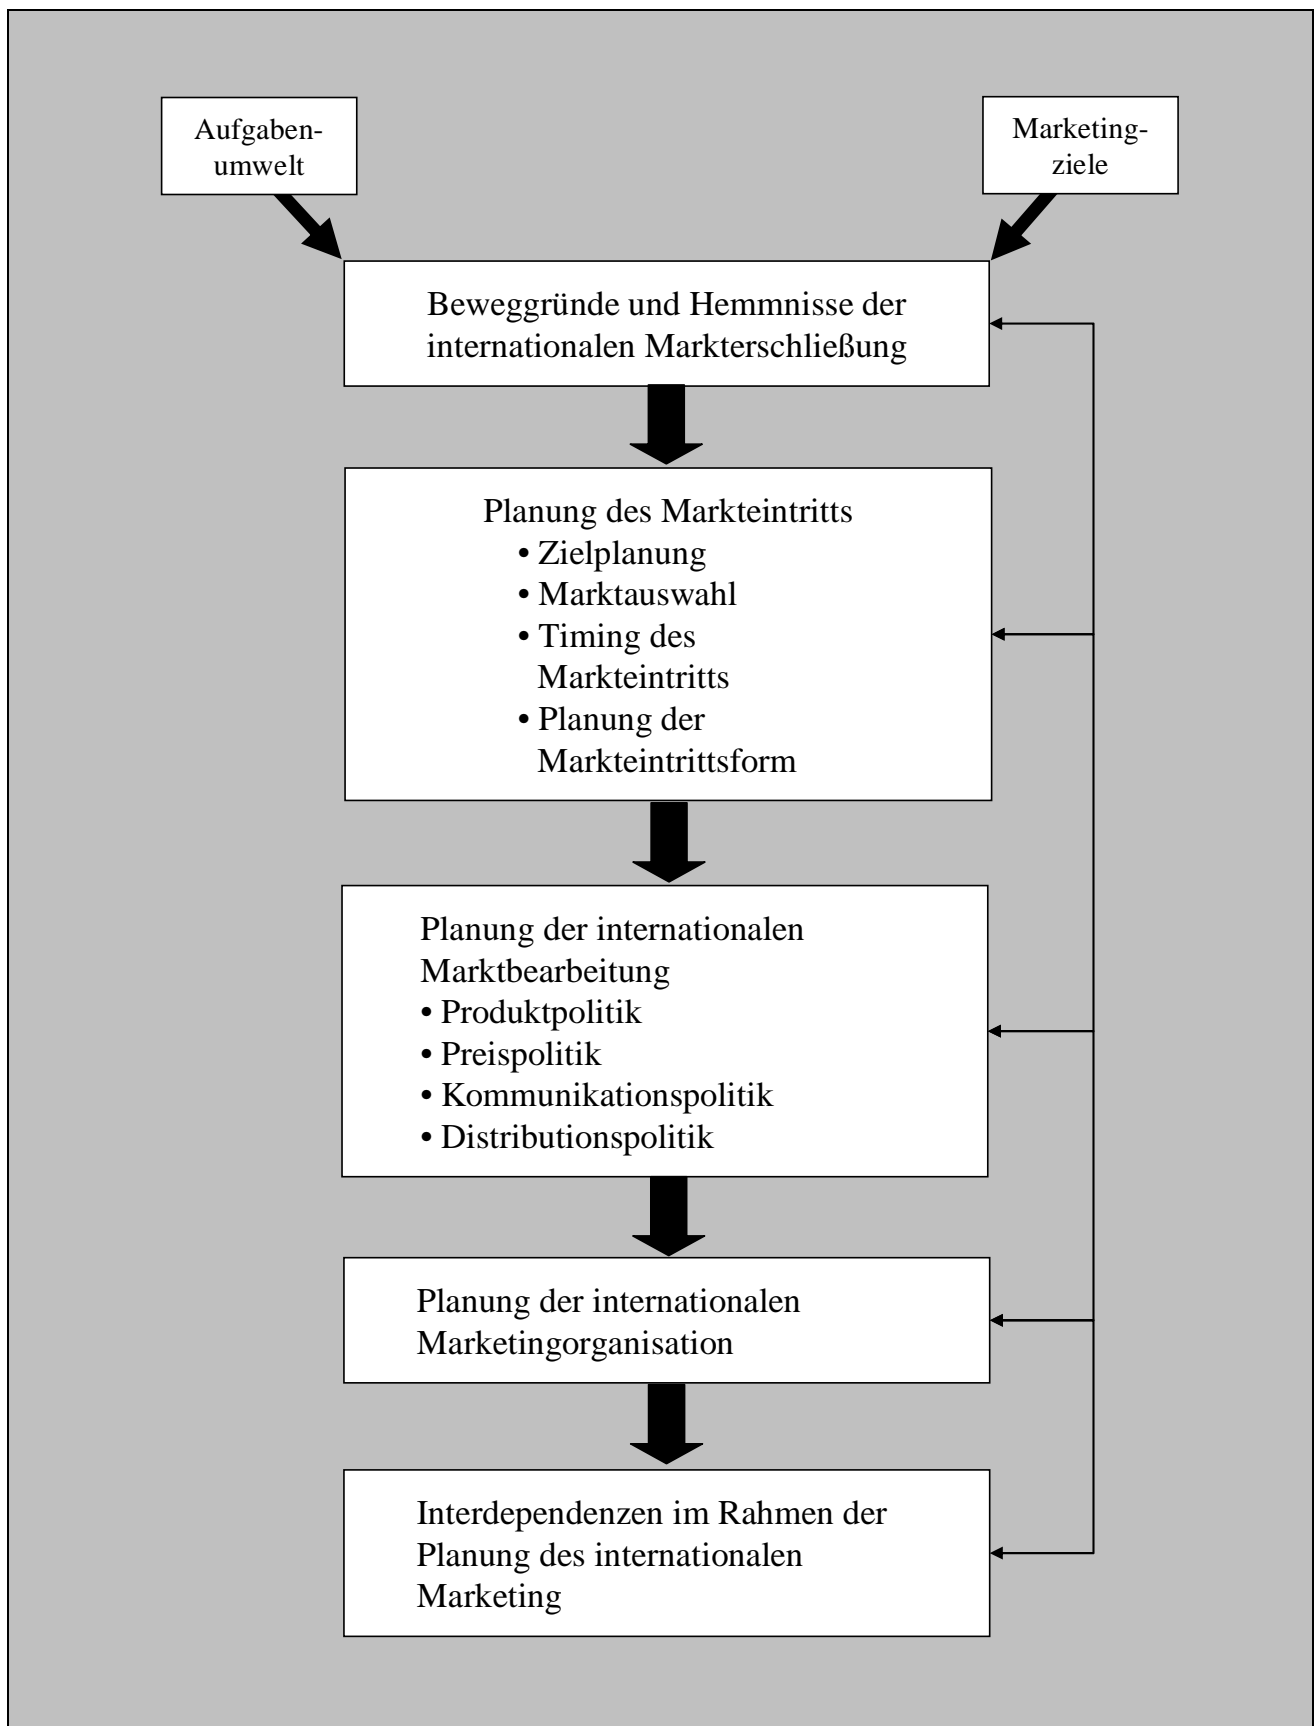 Aufgaben-
umwelt
Marketing-
ziele
Beweggründe und Hemmnisse der
internationalen Markterschließung
Planung des Markteintritts
• Zielplanung
• Marktauswahl
• Timing des
Markteintritts
• Planung der
Markteintrittsform
Planung der internationalen
Marktbearbeitung
• Produktpolitik
• Preispolitik
• Kommunikationspolitik
• Distributionspolitik
Planung der internationalen
Marketingorganisation
Interdependenzen im Rahmen der
Planung des internationalen
Marketing